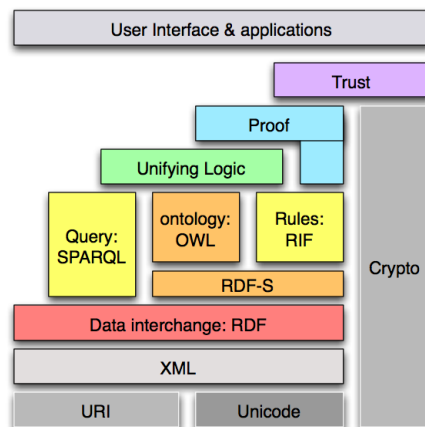 User Interface & applications
Trust
Proof
Unifying Logic
Query:
SPARQL
ontology:
OWL
Rules:
RIF
Crypto
RDF-S
Data interchange: RDF
XML
URI
Unicode